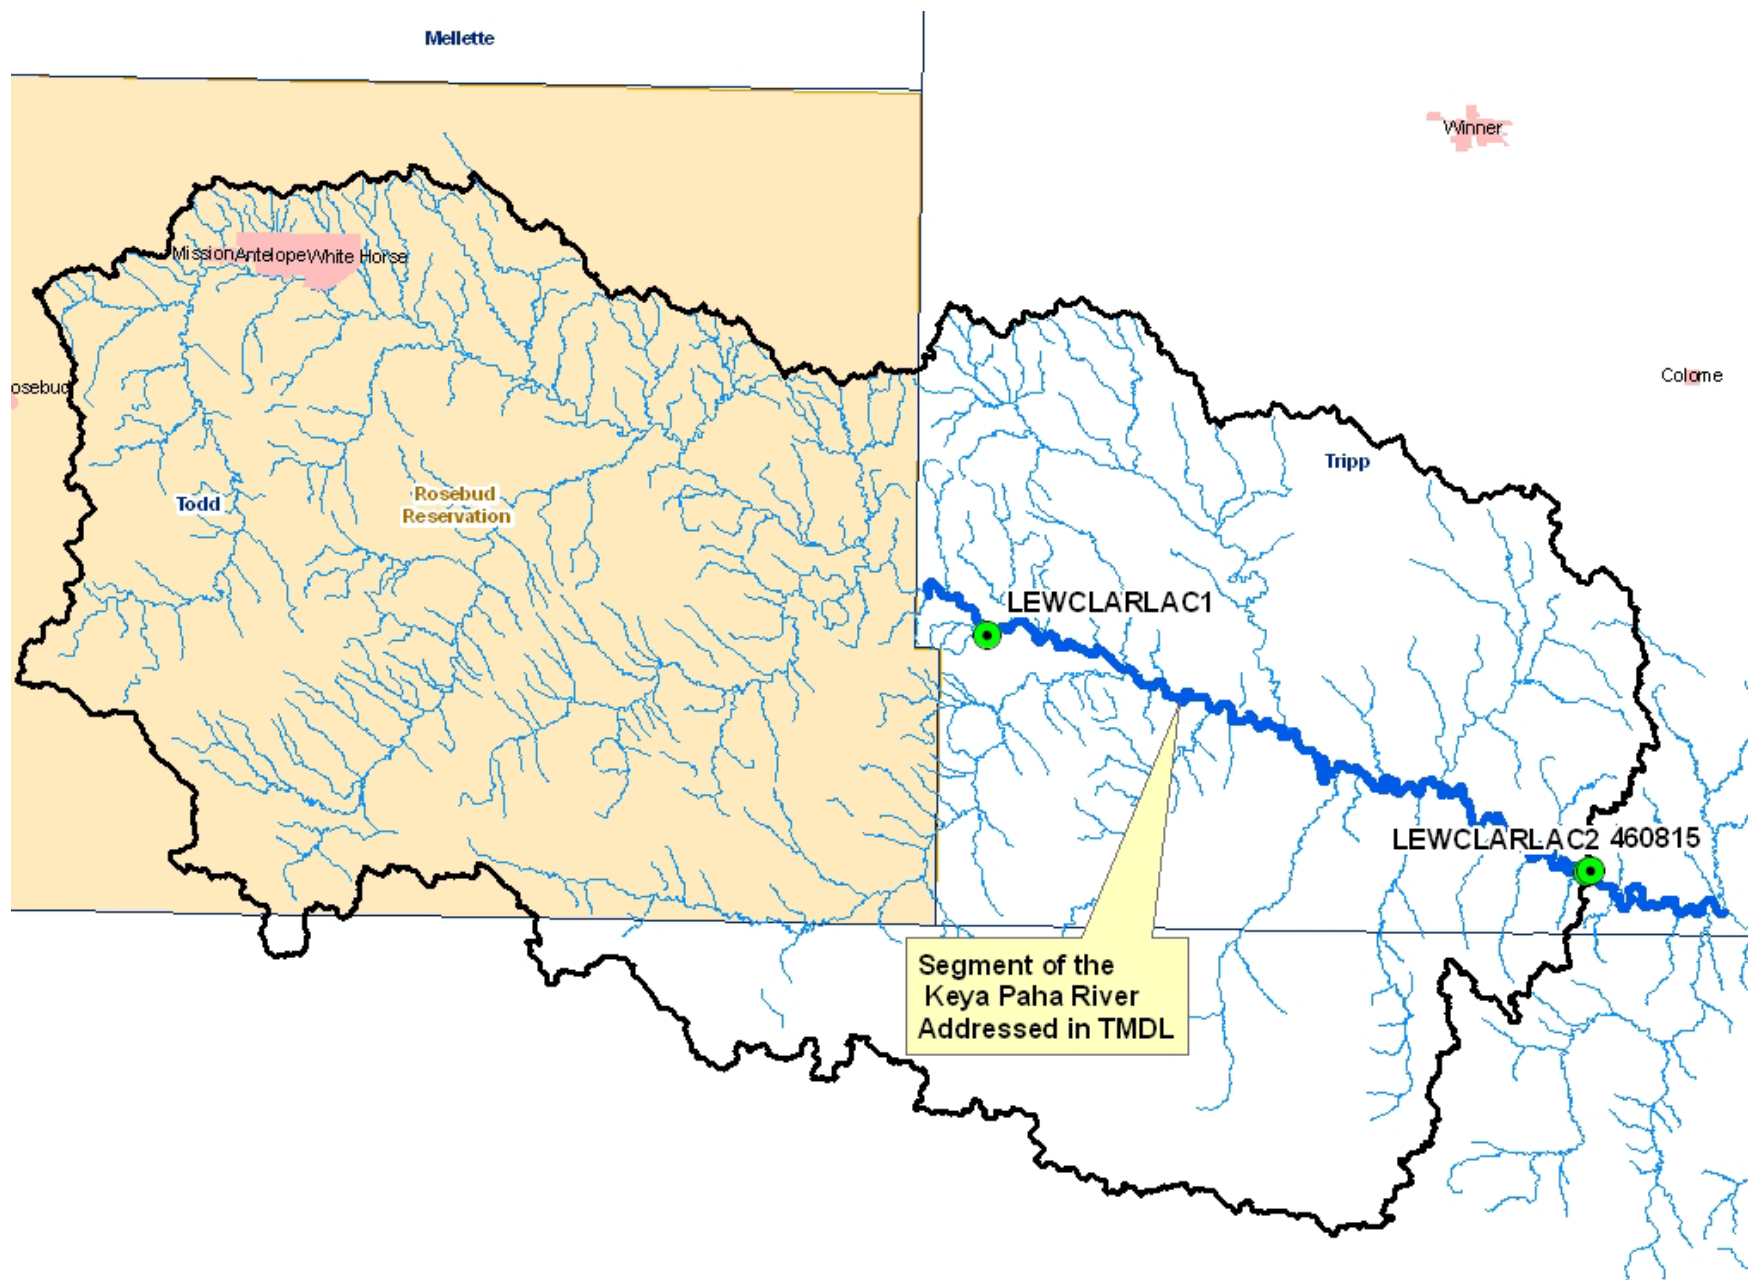 Mellette
Winner
Mission
Antelope
White Horse
osebud
Colome
Tripp
Todd
Rosebud
Reservation
LEWCLARLAC1
LEWCLARLAC2
460815
Segment of the
Keya Paha River
Addressed in TMDL